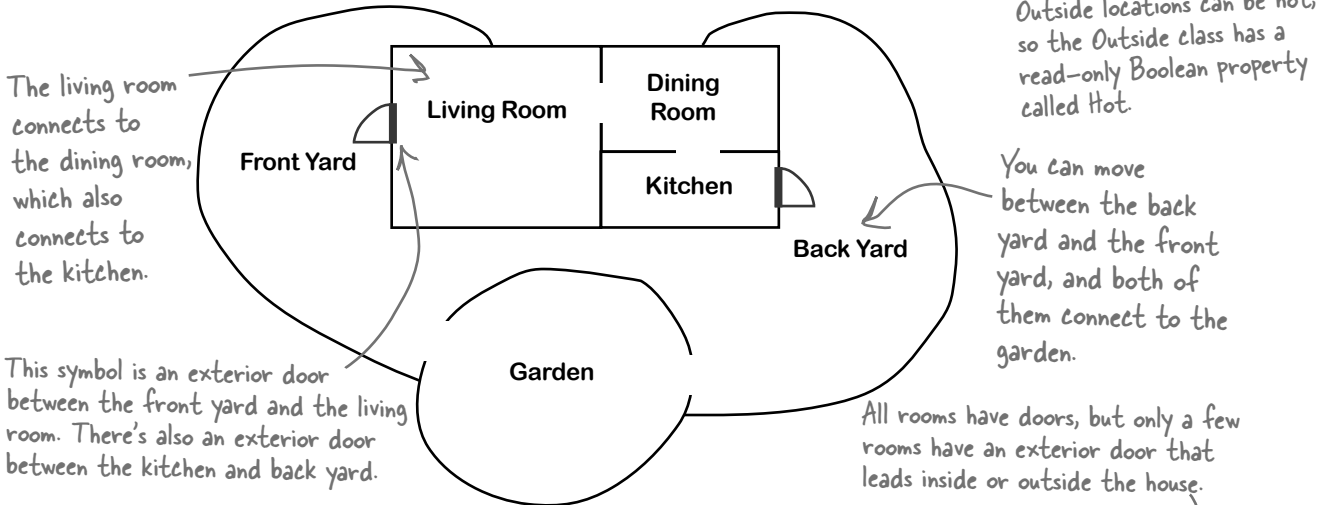 Outside locations can be hot,
so the Outside class has a
read-only Boolean property
called Hot.
The living room
connects to
the dining room,
which also
connects to
the kitchen.
Living Room
Dining
Room
Front Yard
Kitchen
Back Yard
You can move
between the back
yard and the front
yard, and both of
them connect to the
garden.
Garden
This symbol is an exterior door
between the front yard and the living
room. There's also an exterior door
between the kitchen and back yard.
All rooms have doors, but only a few
rooms have an exterior door that
leads inside or outside the house.